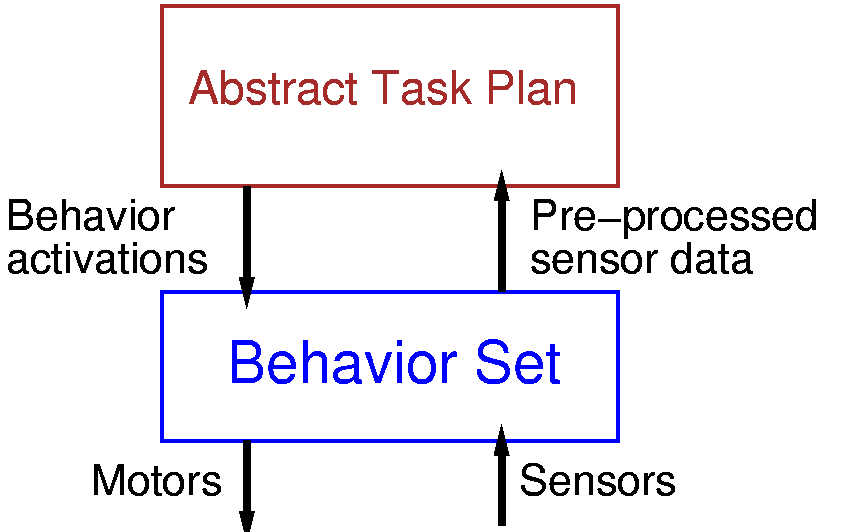 Abstract Task Plan
Behavior
activations
Pre−processed
sensor data
Behavior Set
Motors
Sensors